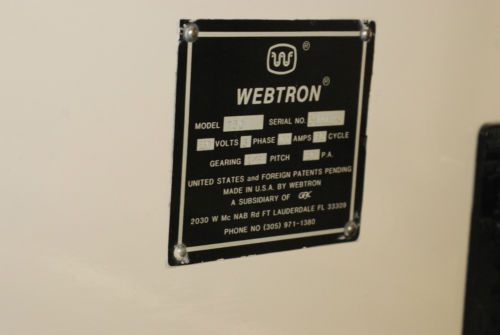 ®
WEBTRON®
MODEL SERIAL NO.
VOLTS PHASE AMPS CYCLE
GEARING PITCH P.A.
UNITED STATES and FOREIGN PATENTS PENDING
MADE IN U.S.A. BY WEBTRON
A SUBSIDIARY OF GBC
2030 W Mc NAB Rd FT LAUDERDALE FL 33309
PHONE NO (305) 971-1380